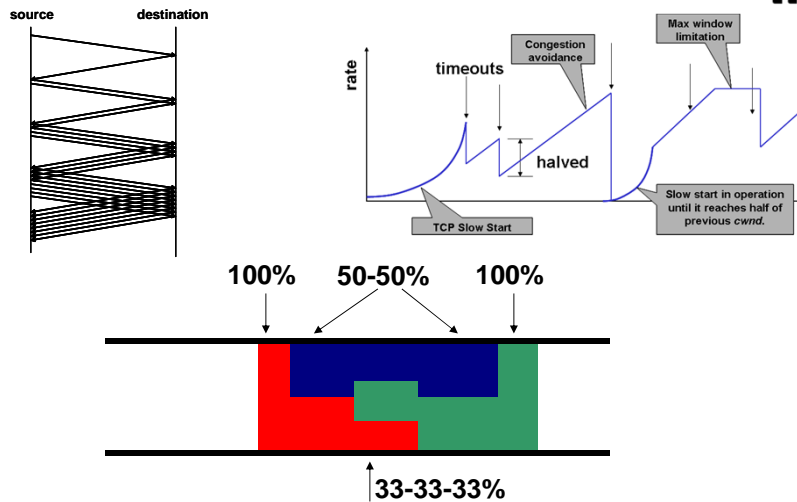 source
destination
rate
timeouts
Congestion
avoidance
Max window
limitation
halved
TCP Slow Start
Slow start in operation
until it reaches half of
previous cwnd.
100%
50-50%
100%
33-33-33%